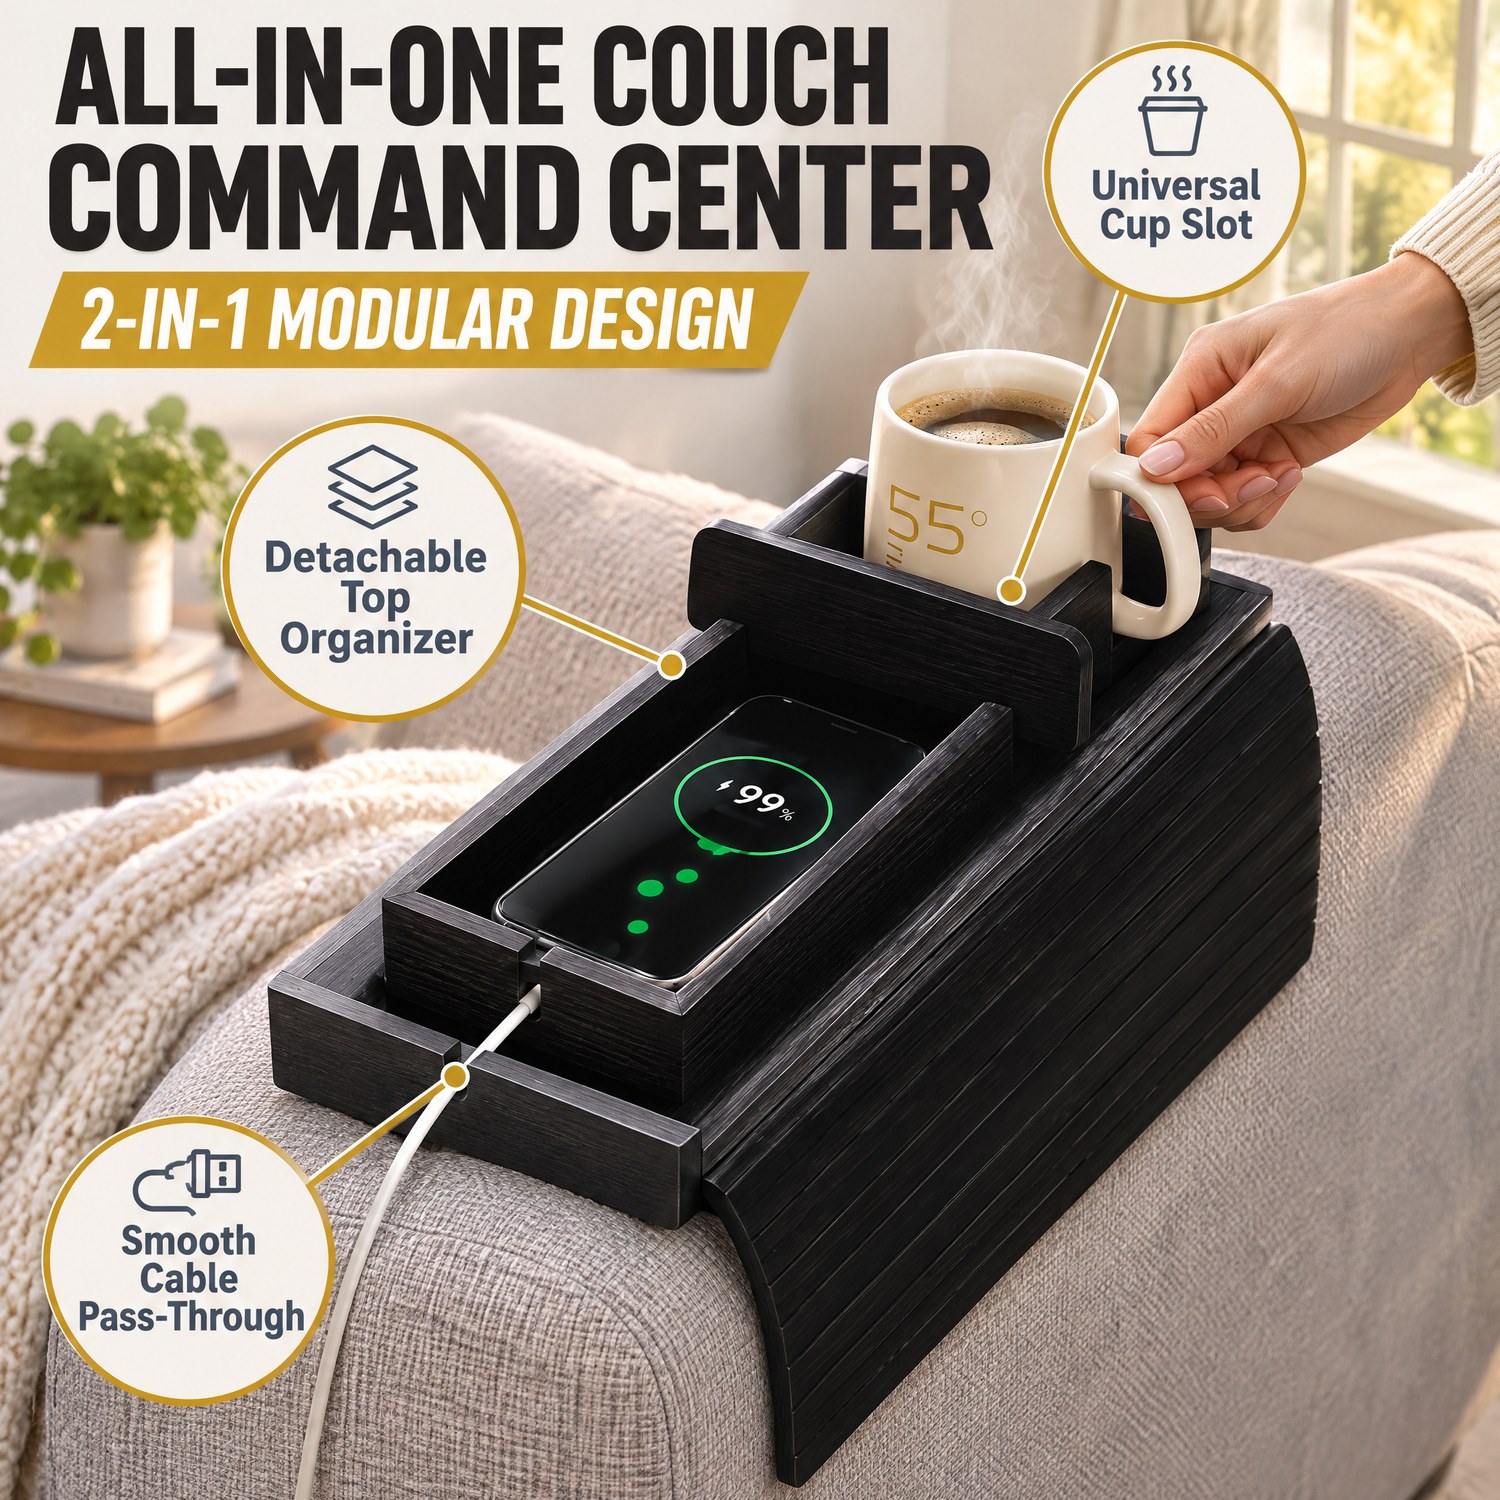 ALL-IN-ONE COUCH
COMMAND CENTER
2-IN-1 MODULAR DESIGN
Universal
Cup Slot
55°
Detachable
Top
Organizer
99%
Smooth
Cable
Pass-Through